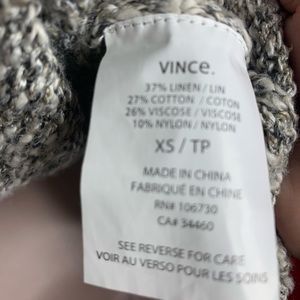 VINCe.
37% LINEN / LIN
27% COTTON / COTON
26% VISCOSE / VISCOSE
10% NYLON / NYLON
XS / TP
MADE IN CHINA
FABRIQUÉ EN CHINE
RN# 106730
CA# 34460
SEE REVERSE FOR CARE
VOIR AU VERSO POUR LES SOINS